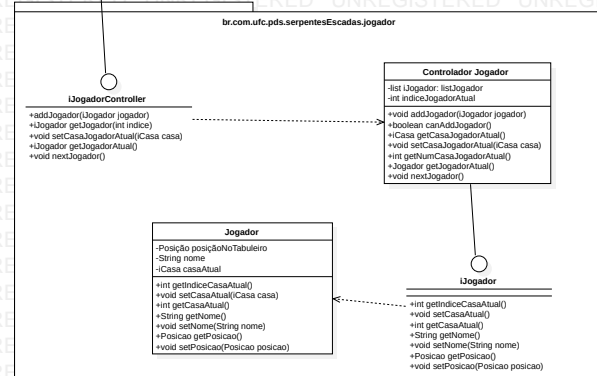 UNREGISTERED UNREG
br.com.ufc.pds.serpentesEscadas.jogador
iJogadorController
+addJogador(iJogador jogador)
+iJogador getJogador(int indice)
+void setCasaJogadorAtual(iCasa casa)
+iJogador getJogadorAtual()
+void nextJogador()
Controlador Jogador
-list iJogador: listJogador
-int indiceJogadorAtual
+void addJogador(iJogador jogador)
+boolean canAddJogador()
+iCasa getCasaJogadorAtual()
+void setCasaJogadorAtual(iCasa casa)
+int getNumCasaJogadorAtual()
+Jogador getJogadorAtual()
+void nextJogador()
Jogador
-Posição posiçãoNoTabuleiro
-String nome
-iCasa casaAtual
+int getIndiceCasaAtual()
+void setCasaAtual(iCasa casa)
+int getCasaAtual()
+String getNome()
+void setNome(String nome)
+Posicao getPosicao()
+void setPosicao(Posicao posicao)
iJogador
+int getIndiceCasaAtual()
+void setCasaAtual()
+int getCasaAtual()
+String getNome()
+void setNome(String nome)
+Posicao getPosicao()
+void setPosicao(Posicao posicao)